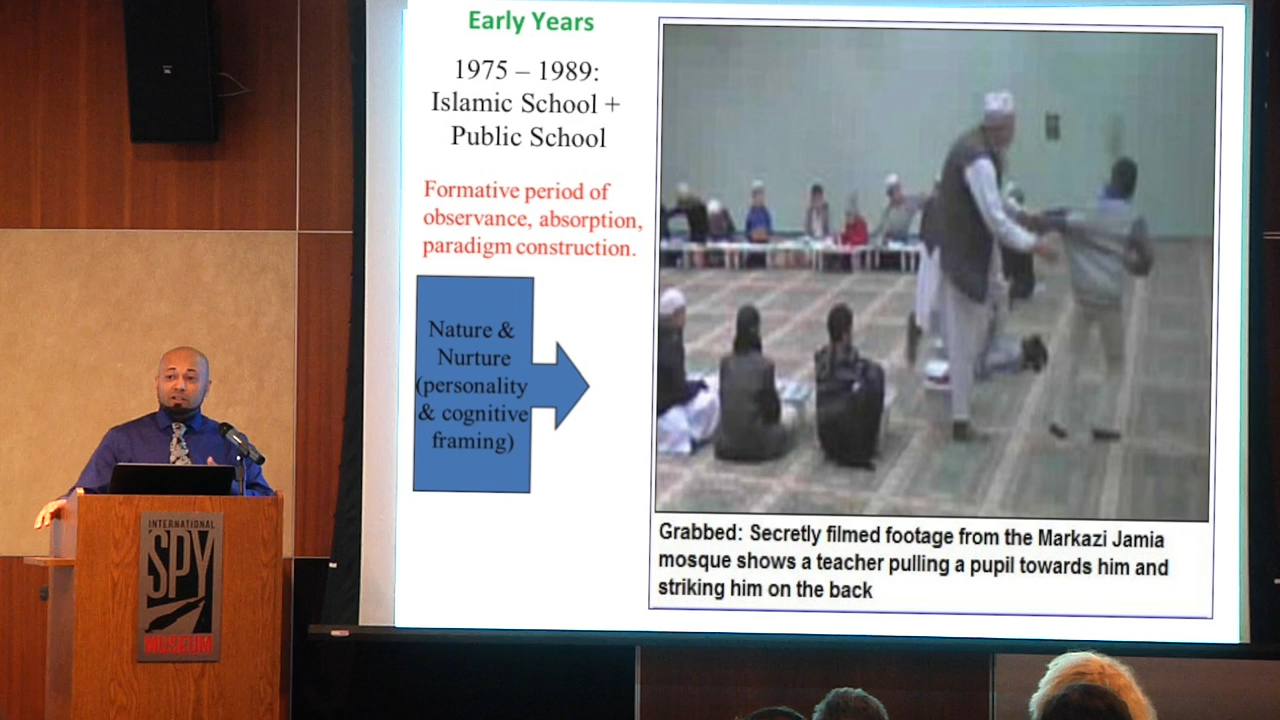 Early Years
1975 – 1989:
Islamic School +
Public School
Formative period of
observance, absorption,
paradigm construction.
Nature &
Nurture
(personality
& cognitive
framing)
Grabbed: Secretly filmed footage from the Markazi Jamia
mosque shows a teacher pulling a pupil towards him and
striking him on the back
INTERNATIONAL
SPY
MUSEUM
JBL